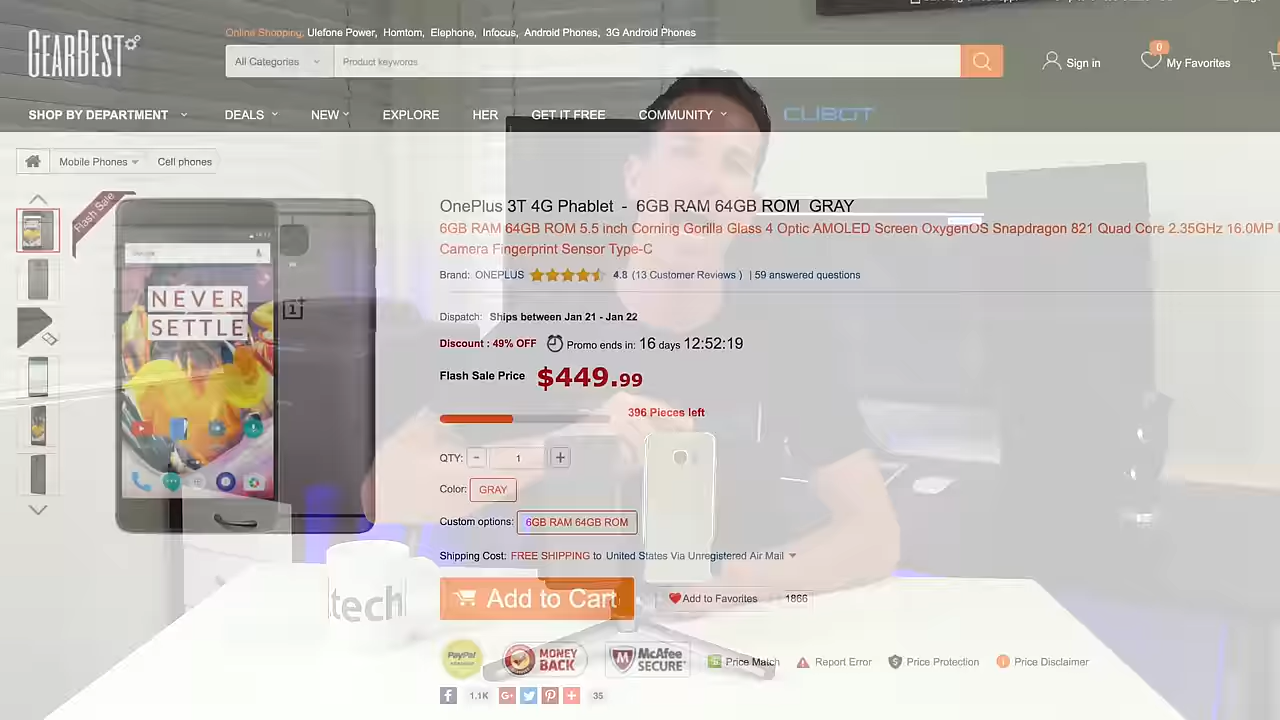 GEARBEST
Online Shopping: Ulefone Power, Homtom, Elephone, Infocus, Android Phones, 3G Android Phones
All Categories Product keywords
0
Sign in My Favorites
SHOP BY DEPARTMENT DEALS NEW EXPLORE HER GET IT FREE COMMUNITY CUBOT
Mobile Phones Cell phones
Flash Sale
OnePlus 3T 4G Phablet - 6GB RAM 64GB ROM GRAY
6GB RAM 64GB ROM 5.5 inch Corning Gorilla Glass 4 Optic AMOLED Screen OxygenOS Snapdragon 821 Quad Core 2.35GHz 16.0MP
Camera Fingerprint Sensor Type-C
Brand: ONEPLUS 4.8 (13 Customer Reviews ) | 59 answered questions
NEVER
SETTLE
Dispatch: Ships between Jan 21 - Jan 22
Discount : 49% OFF Promo ends in: 16 days 12:52:19
Flash Sale Price $449.99
396 Pieces left
QTY: - 1 +
Color: GRAY
Custom options: 6GB RAM 64GB ROM
Shipping Cost: FREE SHIPPING to United States Via Unregistered Air Mail
tech
Add to Cart Add to Favorites 1866
PayPal MONEY BACK McAfee SECURE Price Match Report Error Price Protection Price Disclaimer
1.1K G+ 35